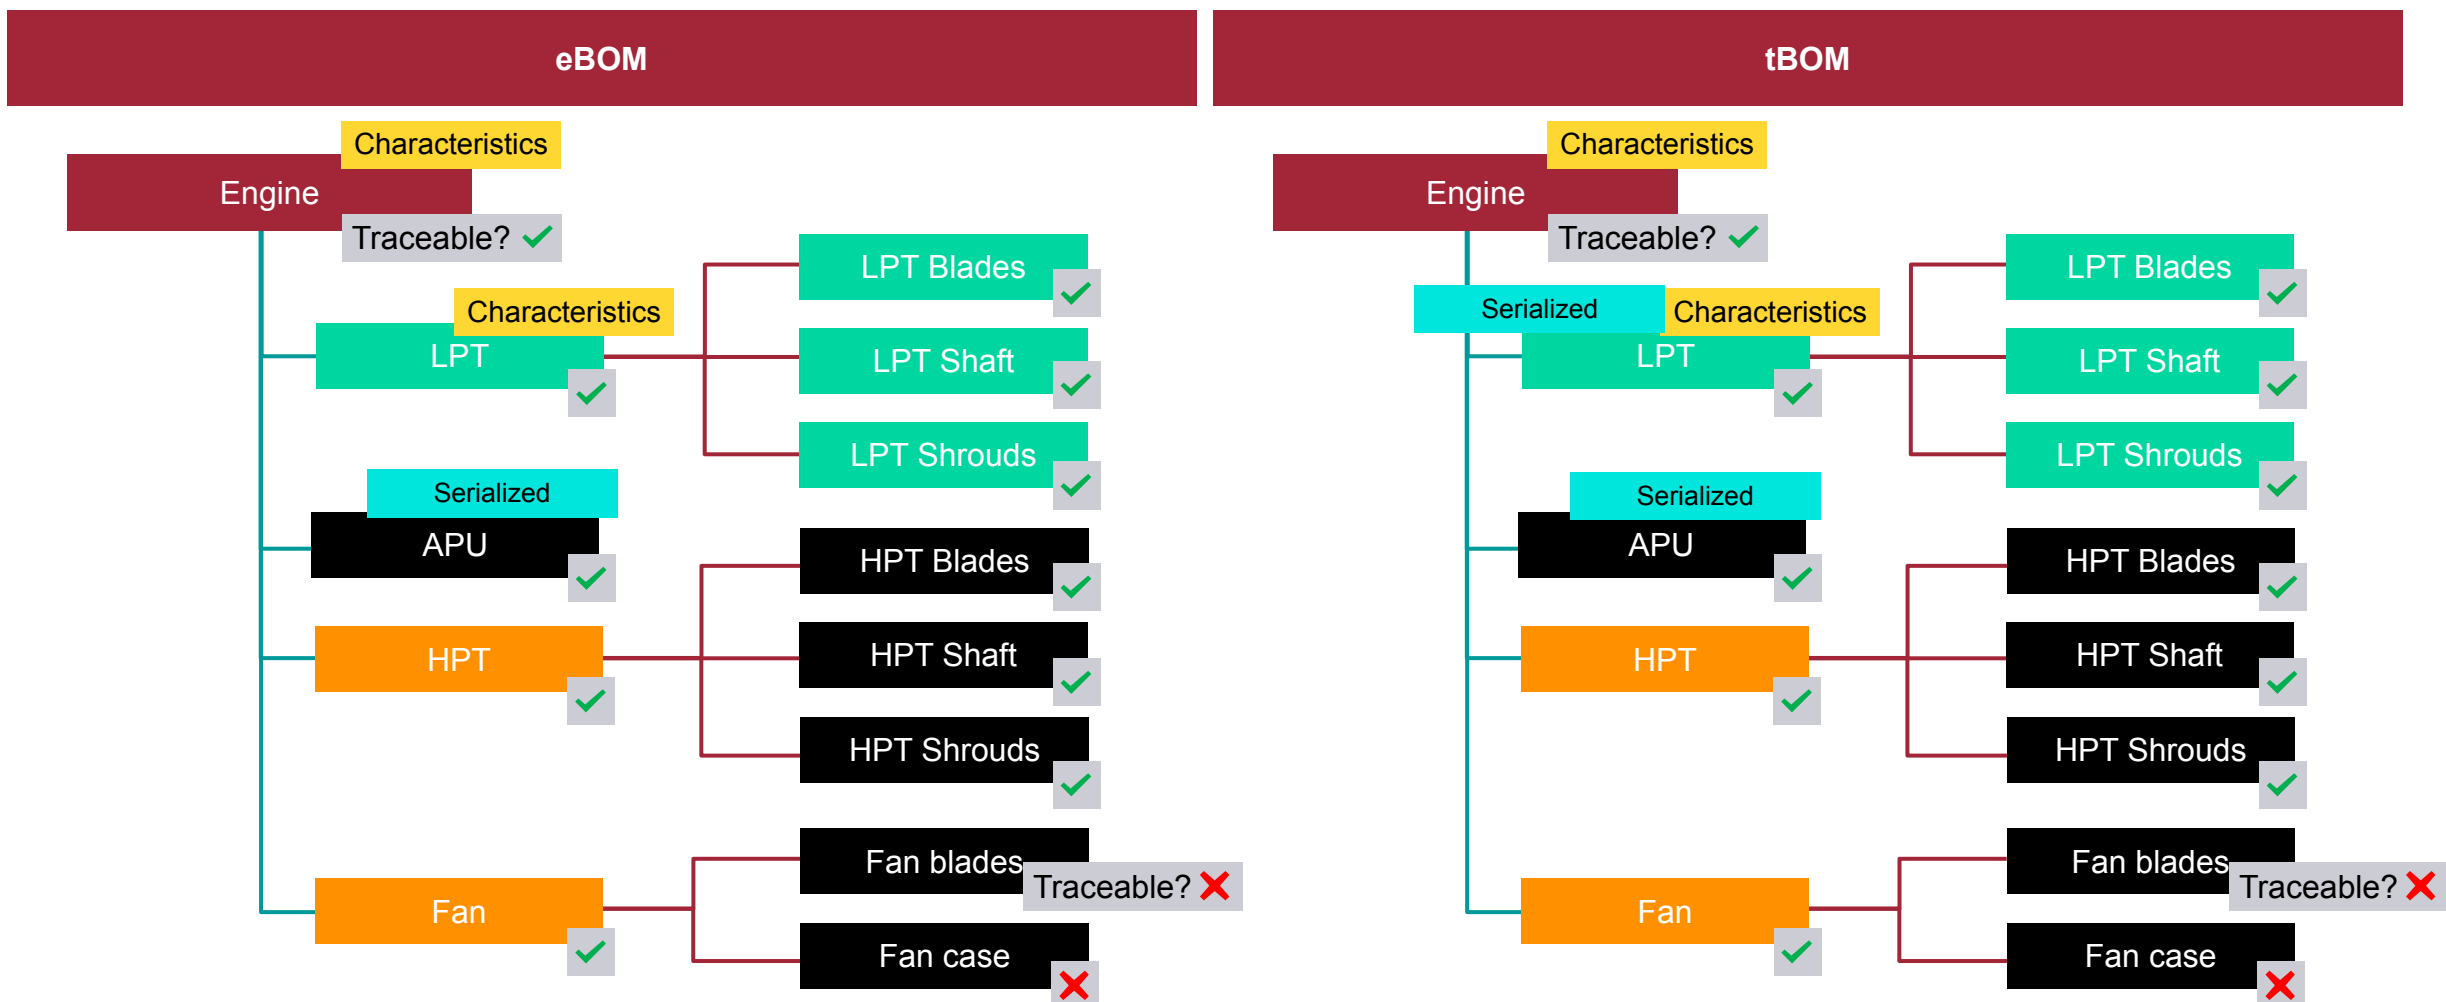 eBOM
Characteristics
Engine
Traceable?
LPT Blades
Characteristics
LPT
LPT Shaft
LPT Shrouds
Serialized
APU
HPT Blades
HPT
HPT Shaft
HPT Shrouds
Fan blades
Traceable?
Fan
Fan case
tBOM
Characteristics
Engine
Traceable?
LPT Blades
Serialized
Characteristics
LPT
LPT Shaft
LPT Shrouds
Serialized
APU
HPT Blades
HPT
HPT Shaft
HPT Shrouds
Fan blades
Traceable?
Fan
Fan case